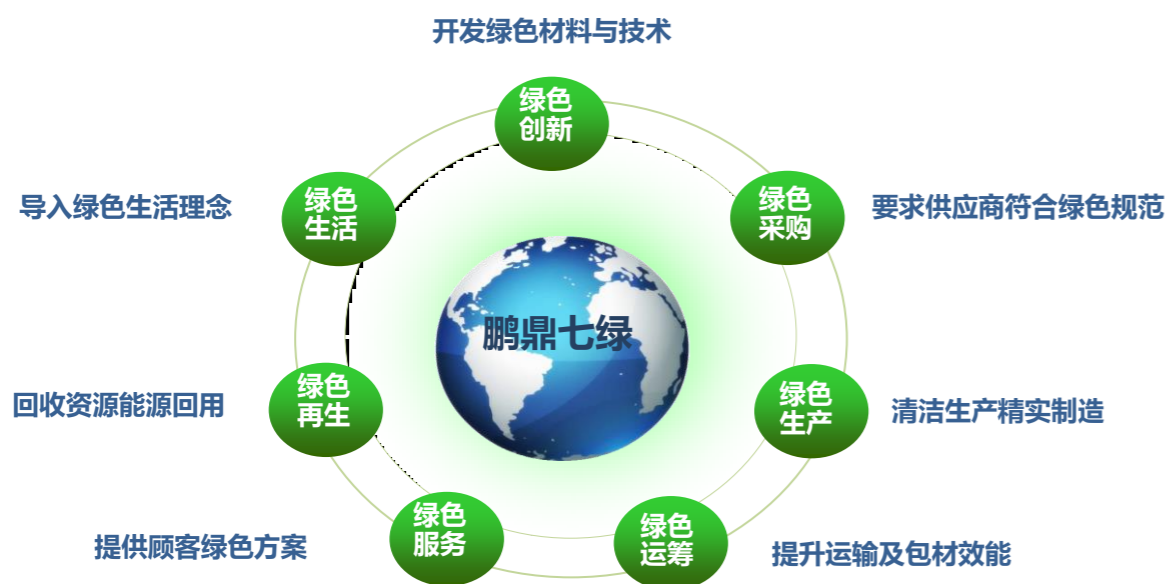 开发绿色材料与技术
绿色
创新
导入绿色生活理念
绿色
生活
绿色
采购
要求供应商符合绿色规范
鹏鼎七绿
回收资源能源回用
绿色
再生
绿色
生产
清洁生产精实制造
提供顾客绿色方案
绿色
服务
绿色
运筹
提升运输及包材效能